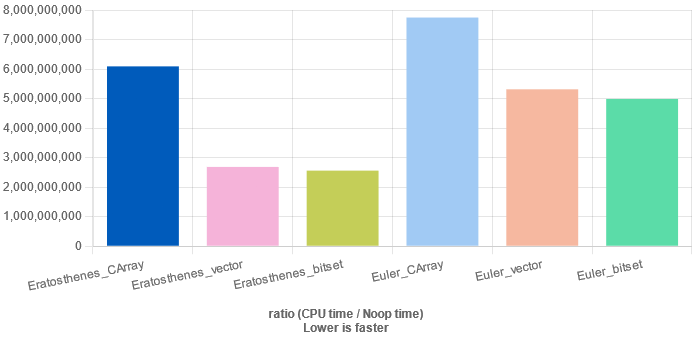 8,000,000,000
7,000,000,000
6,000,000,000
5,000,000,000
4,000,000,000
3,000,000,000
2,000,000,000
1,000,000,000
0
Eratosthenes_CArray
Eratosthenes_vector
Eratosthenes_bitset
Euler_CArray
Euler_vector
Euler_bitset
ratio (CPU time / Noop time)
Lower is faster